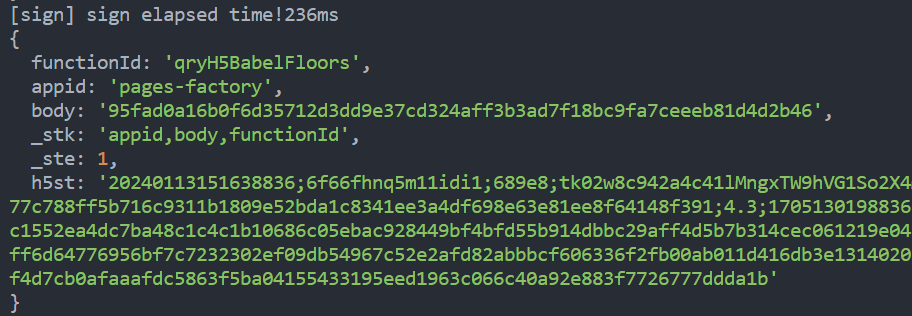 [sign] sign elapsed time!236ms
{
  functionId: 'qryH5BabelFloors',
  appid: 'pages-factory',
  body: '95fad0a16b0f6d35712d3dd9e37cd324aff3b3ad7f18bc9fa7ceeeb81d4d2b46',
  _stk: 'appid,body,functionId',
  _ste: 1,
  h5st: '20240113151638836;6f66fhnq5m11idi1;689e8;tk02w8c942a4c41lMngxTW9hVG1So2X4
77c788ff5b716c9311b1809e52bda1c8341ee3a4df698e63e81ee8f64148f391;4.3;1705130198836
c1552ea4dc7ba48c1c4c1b10686c05ebac928449bf4bfd55b914dbbc29aff4d5b7b314cec061219e04
ff6d64776956bf7c7232302ef09db54967c52e2afd82abbbcf606336f2fb00ab011d416db3e1314020
f4d7cb0afaaafdc5863f5ba04155433195eed1963c066c40a92e883f7726777ddda1b'
}